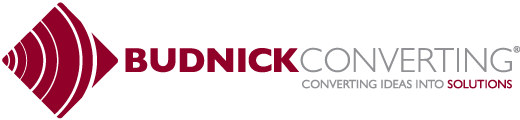 BUDNICKCONVERTING®
CONVERTING IDEAS INTO SOLUTIONS